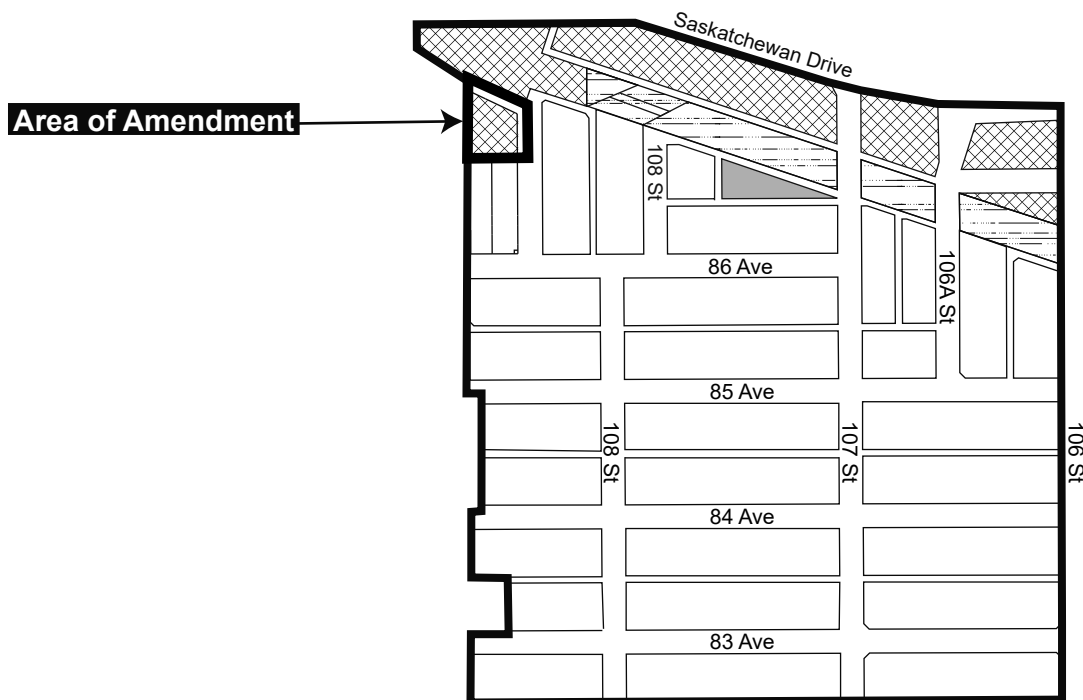 Saskatchewan Drive
Area of Amendment
108 St
86 Ave
106A St
85 Ave
108 St
107 St
106 St
84 Ave
83 Ave